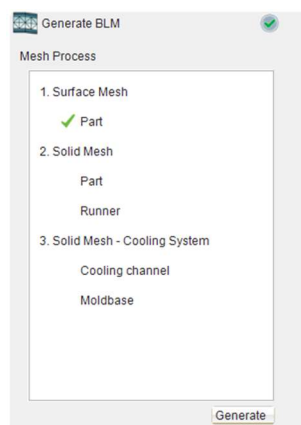 Generate BLM
Mesh Process
1. Surface Mesh
Part
2. Solid Mesh
Part
Runner
3. Solid Mesh - Cooling System
Cooling channel
Moldbase
Generate